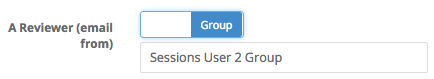 A Reviewer (email
from)
Group
Sessions User 2 Group